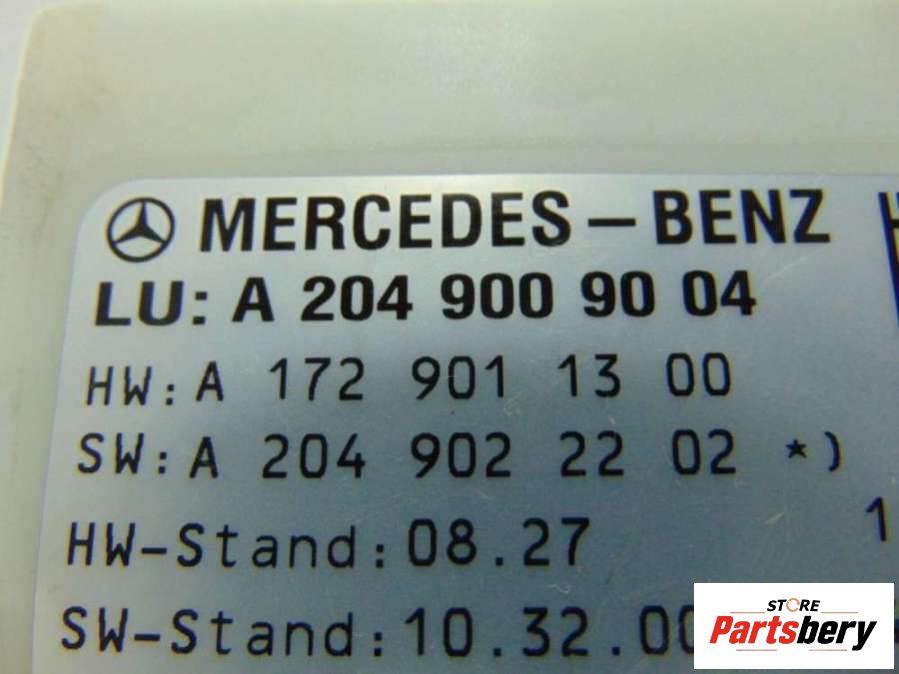 MERCEDES-BENZ
LU: A 204 900 90 04
HW: A 172 901 13 00
SW: A 204 902 22 02 *)
HW-Stand: 08.27
1
SW-Stand: 10.32.00
STORE
Partsbery